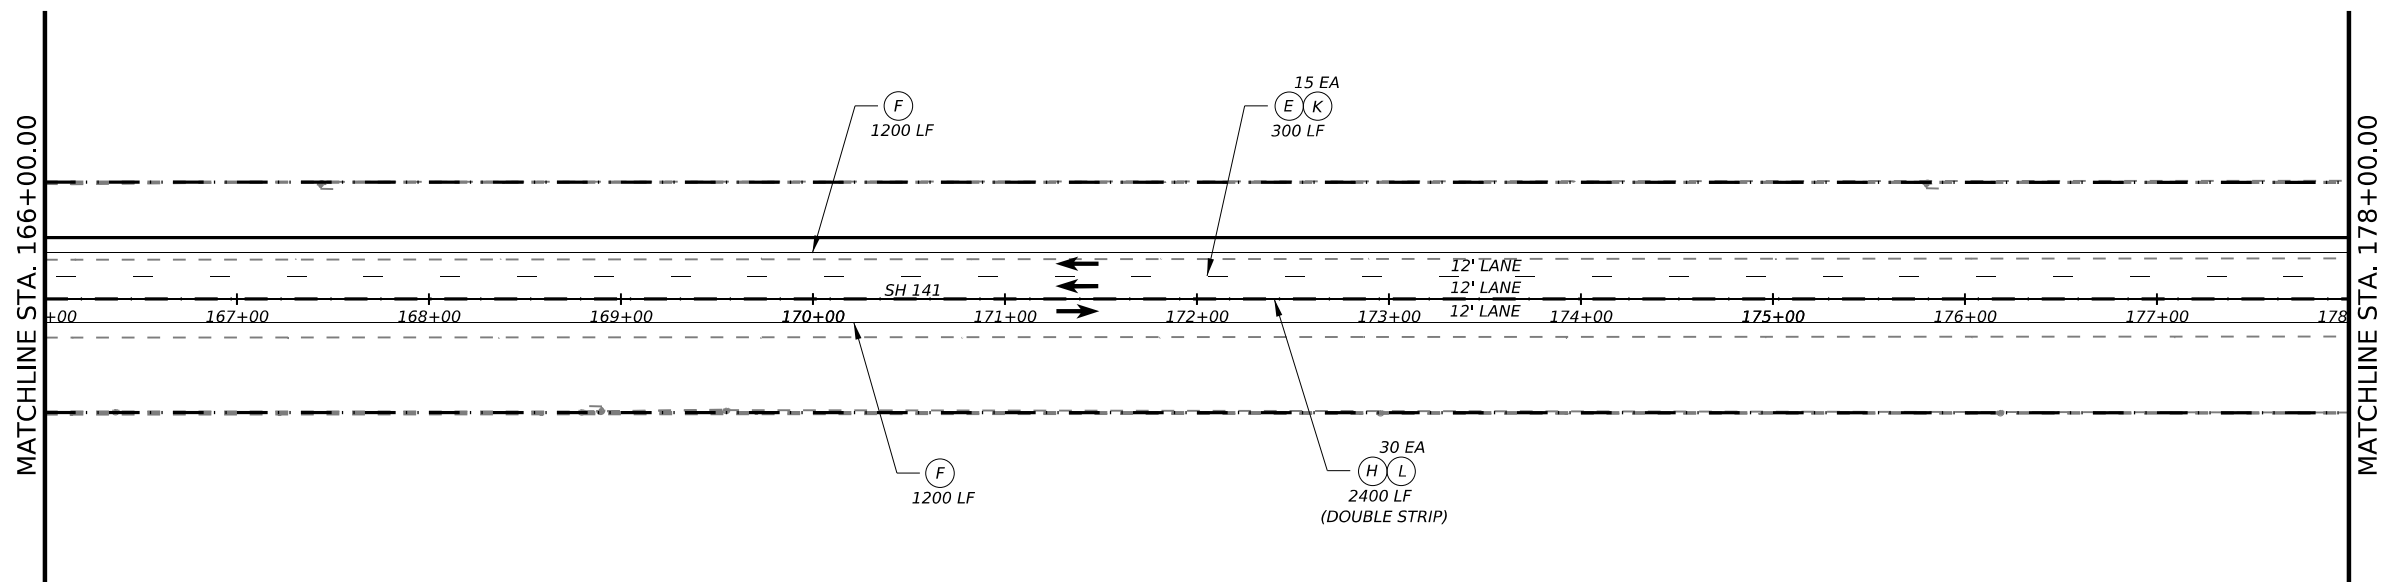 MATCHLINE STA. 166+00.00
F
1200 LF
15 EA
E K
300 LF
12' LANE
SH 141
12' LANE
12' LANE
+00 167+00 168+00 169+00 170+00 171+00 172+00 173+00 174+00 175+00 176+00 177+00 178
F
1200 LF
30 EA
H L
2400 LF
(DOUBLE STRIP)
MATCHLINE STA. 178+00.00